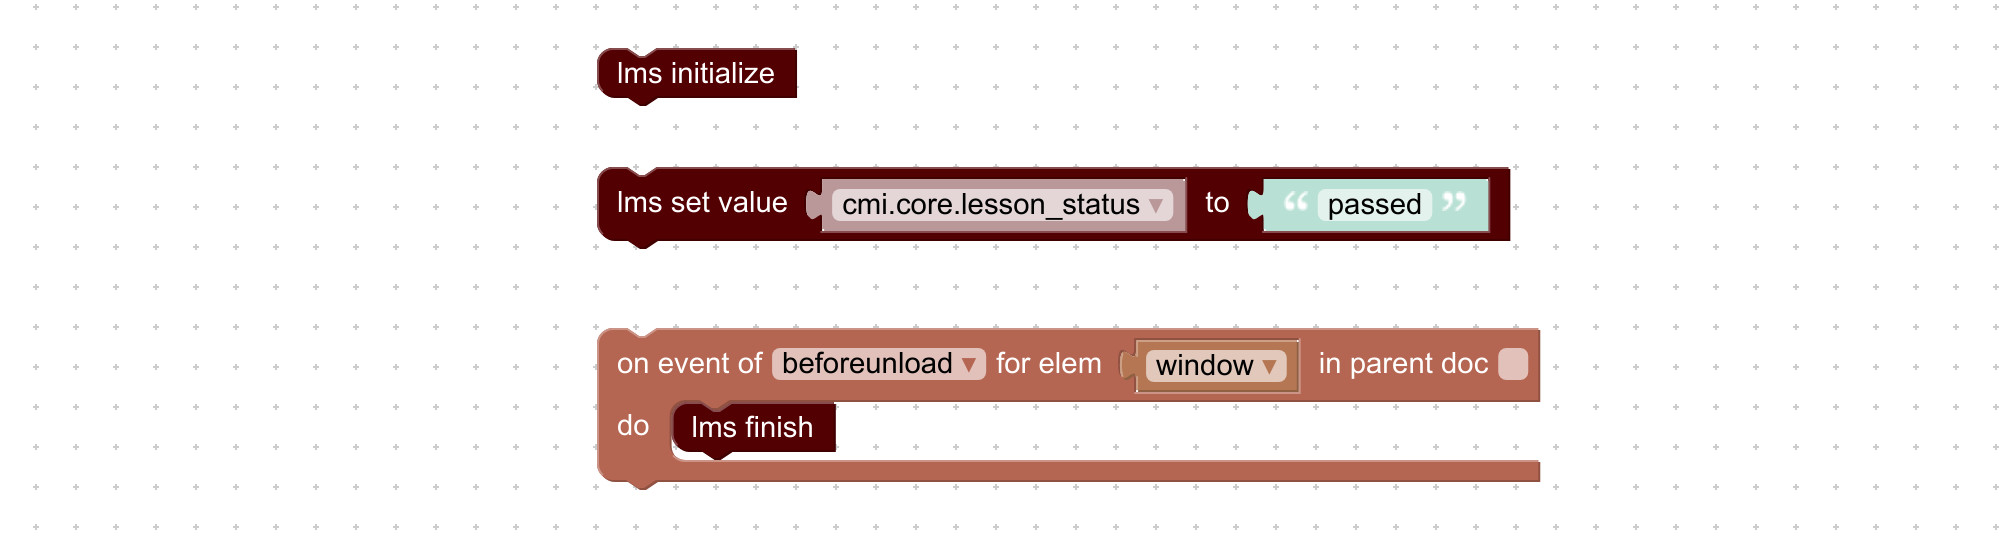 lms initialize
lms set value cmi.core.lesson_status ▾ to “ passed ”
on event of beforeunload ▾ for elem window ▾ in parent doc
do lms finish